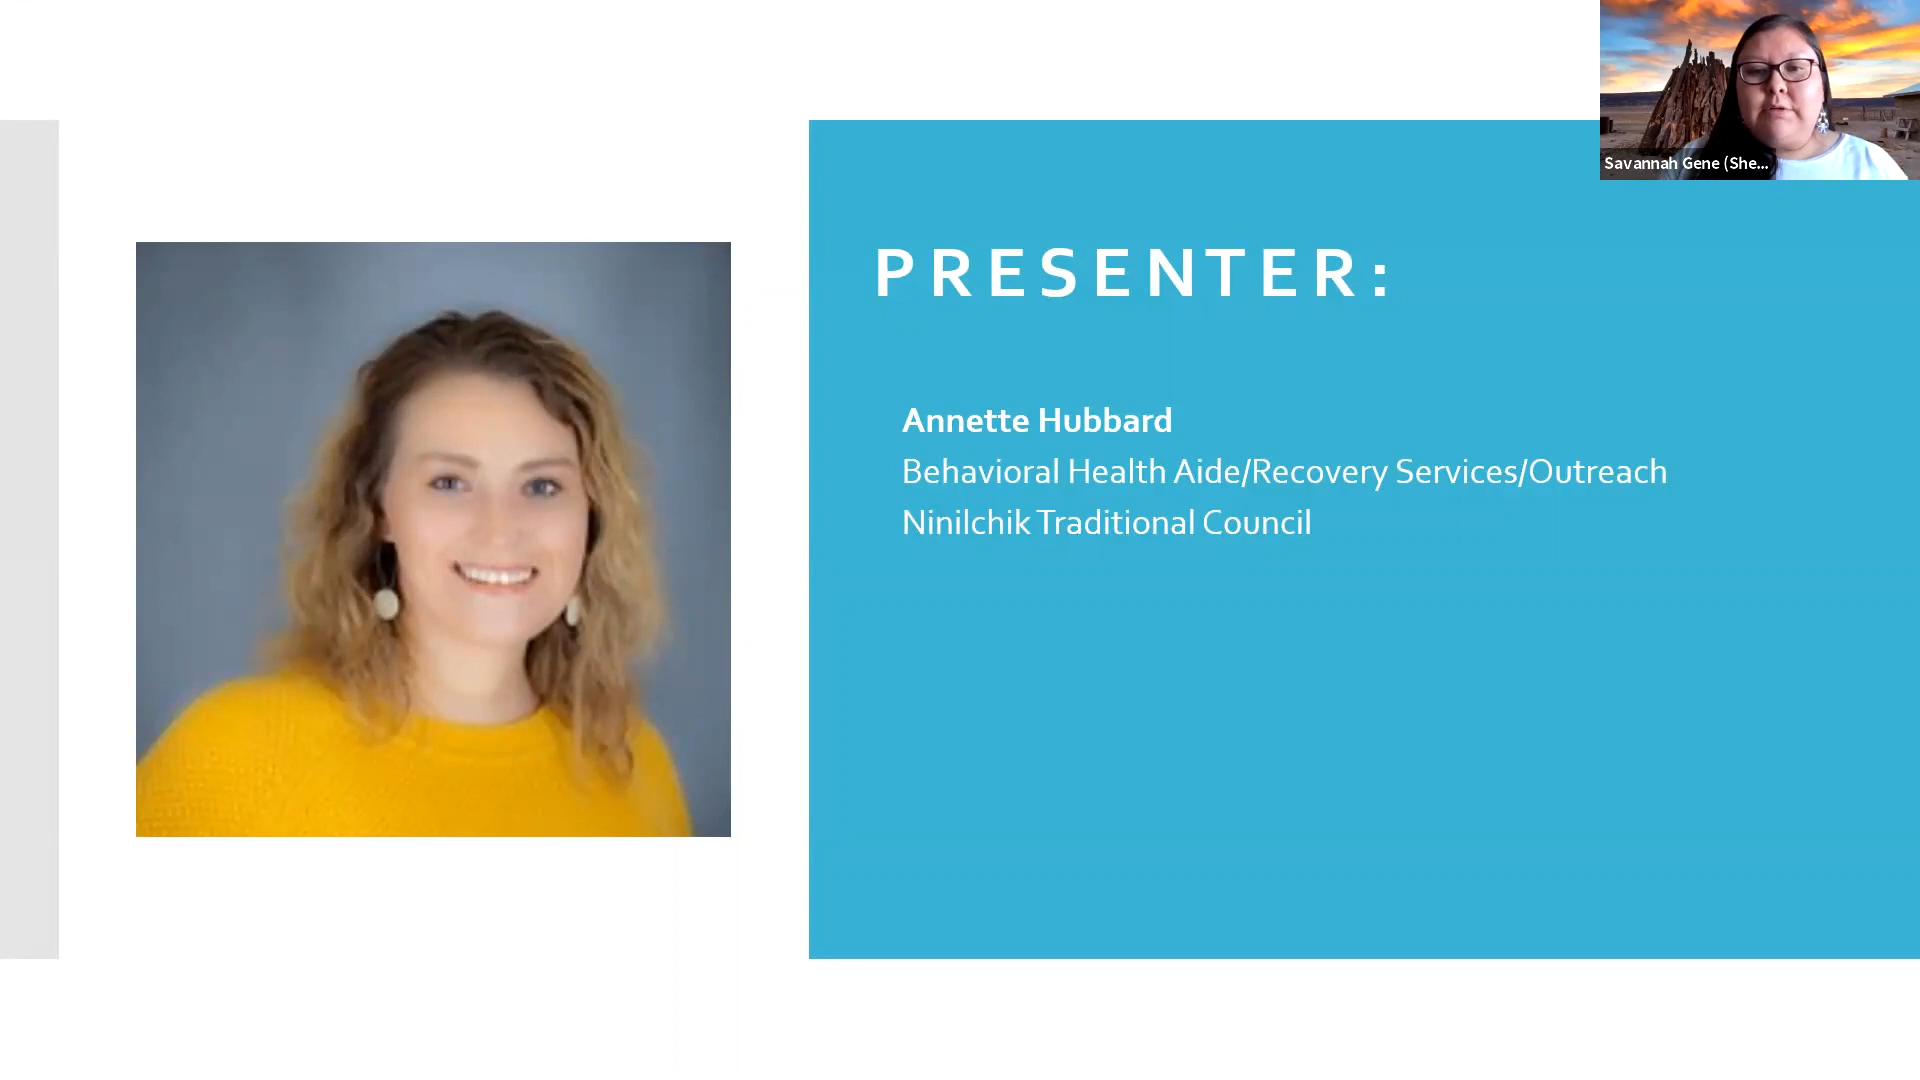 Savannah Gene (She...
PRESENTER:
Annette Hubbard
Behavioral Health Aide/Recovery Services/Outreach
Ninilchik Traditional Council